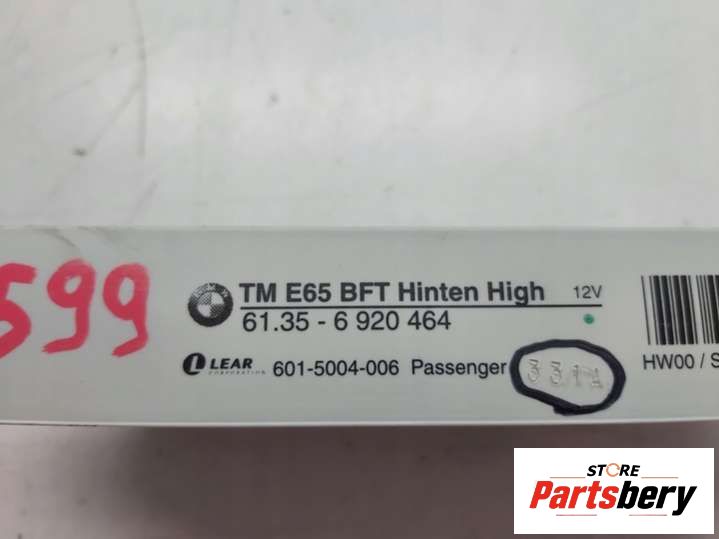 599
TM E65 BFT Hinten High 12V
61.35 - 6 920 464
LEAR
CORPORATION
601-5004-006 Passenger
HW00 / S
STORE
Partsbery